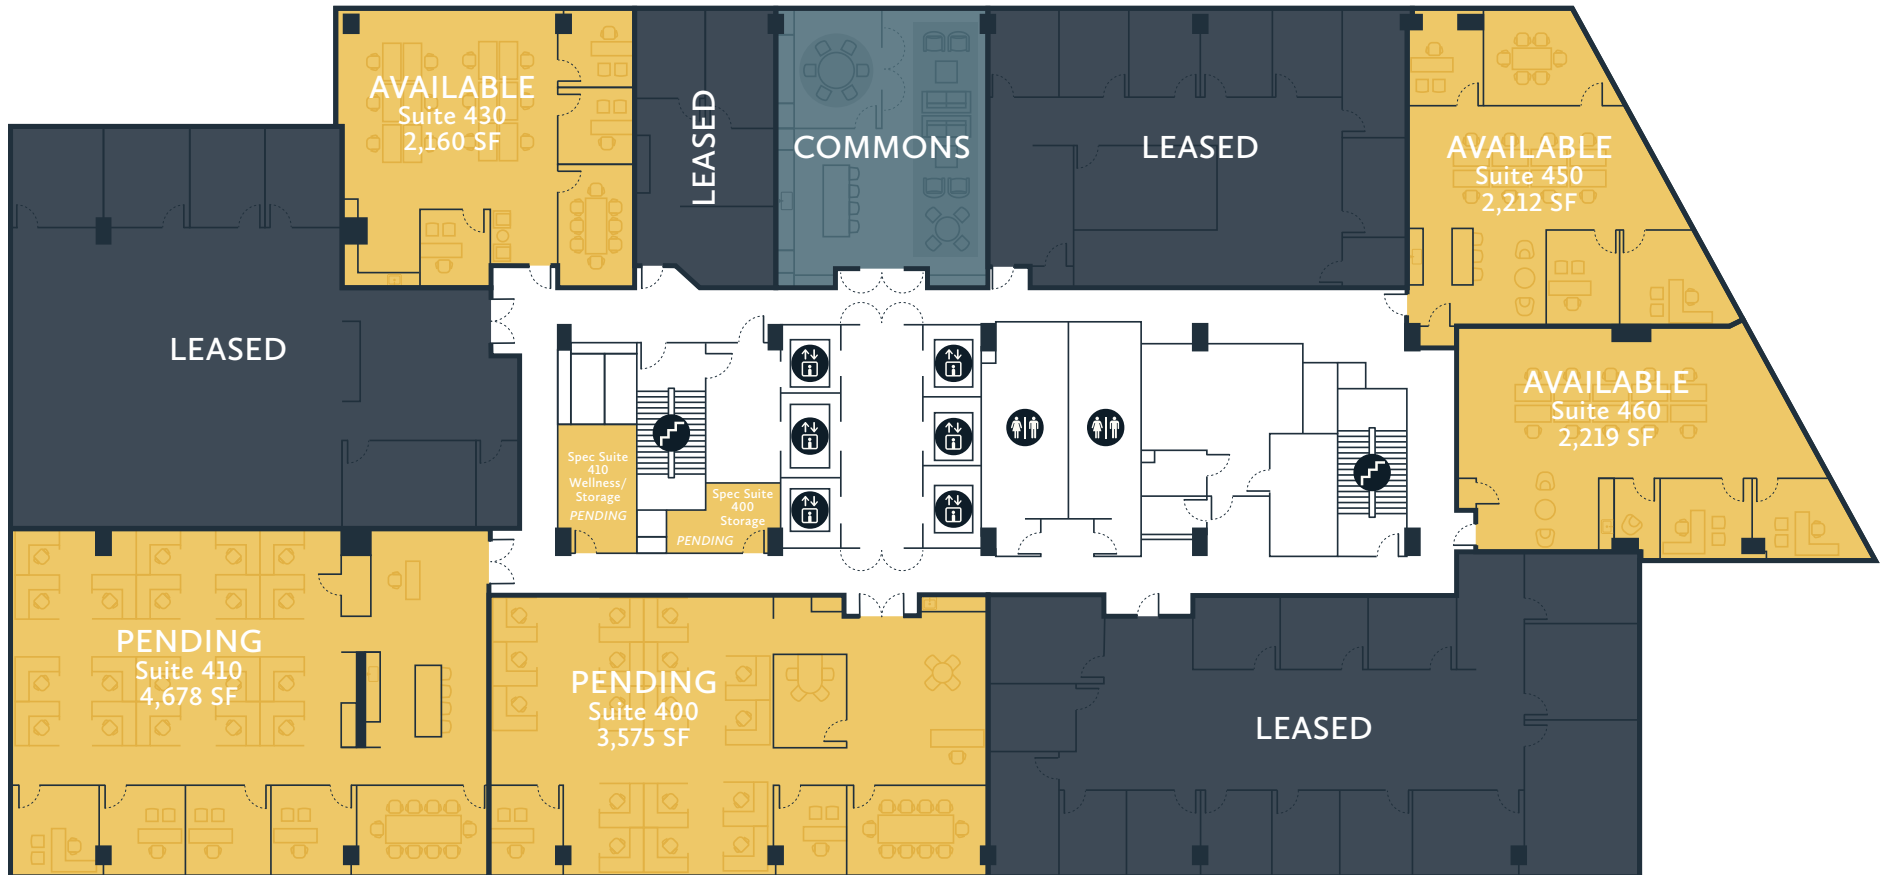 AVAILABLE
Suite 430
2,160 SF
LEASED
COMMONS
LEASED
AVAILABLE
Suite 450
2,212 SF
LEASED
AVAILABLE
Suite 460
2,219 SF
Spec Suite
410
Wellness/
Storage
PENDING
Spec Suite
400
Storage
PENDING
PENDING
Suite 410
4,678 SF
PENDING
Suite 400
3,575 SF
LEASED